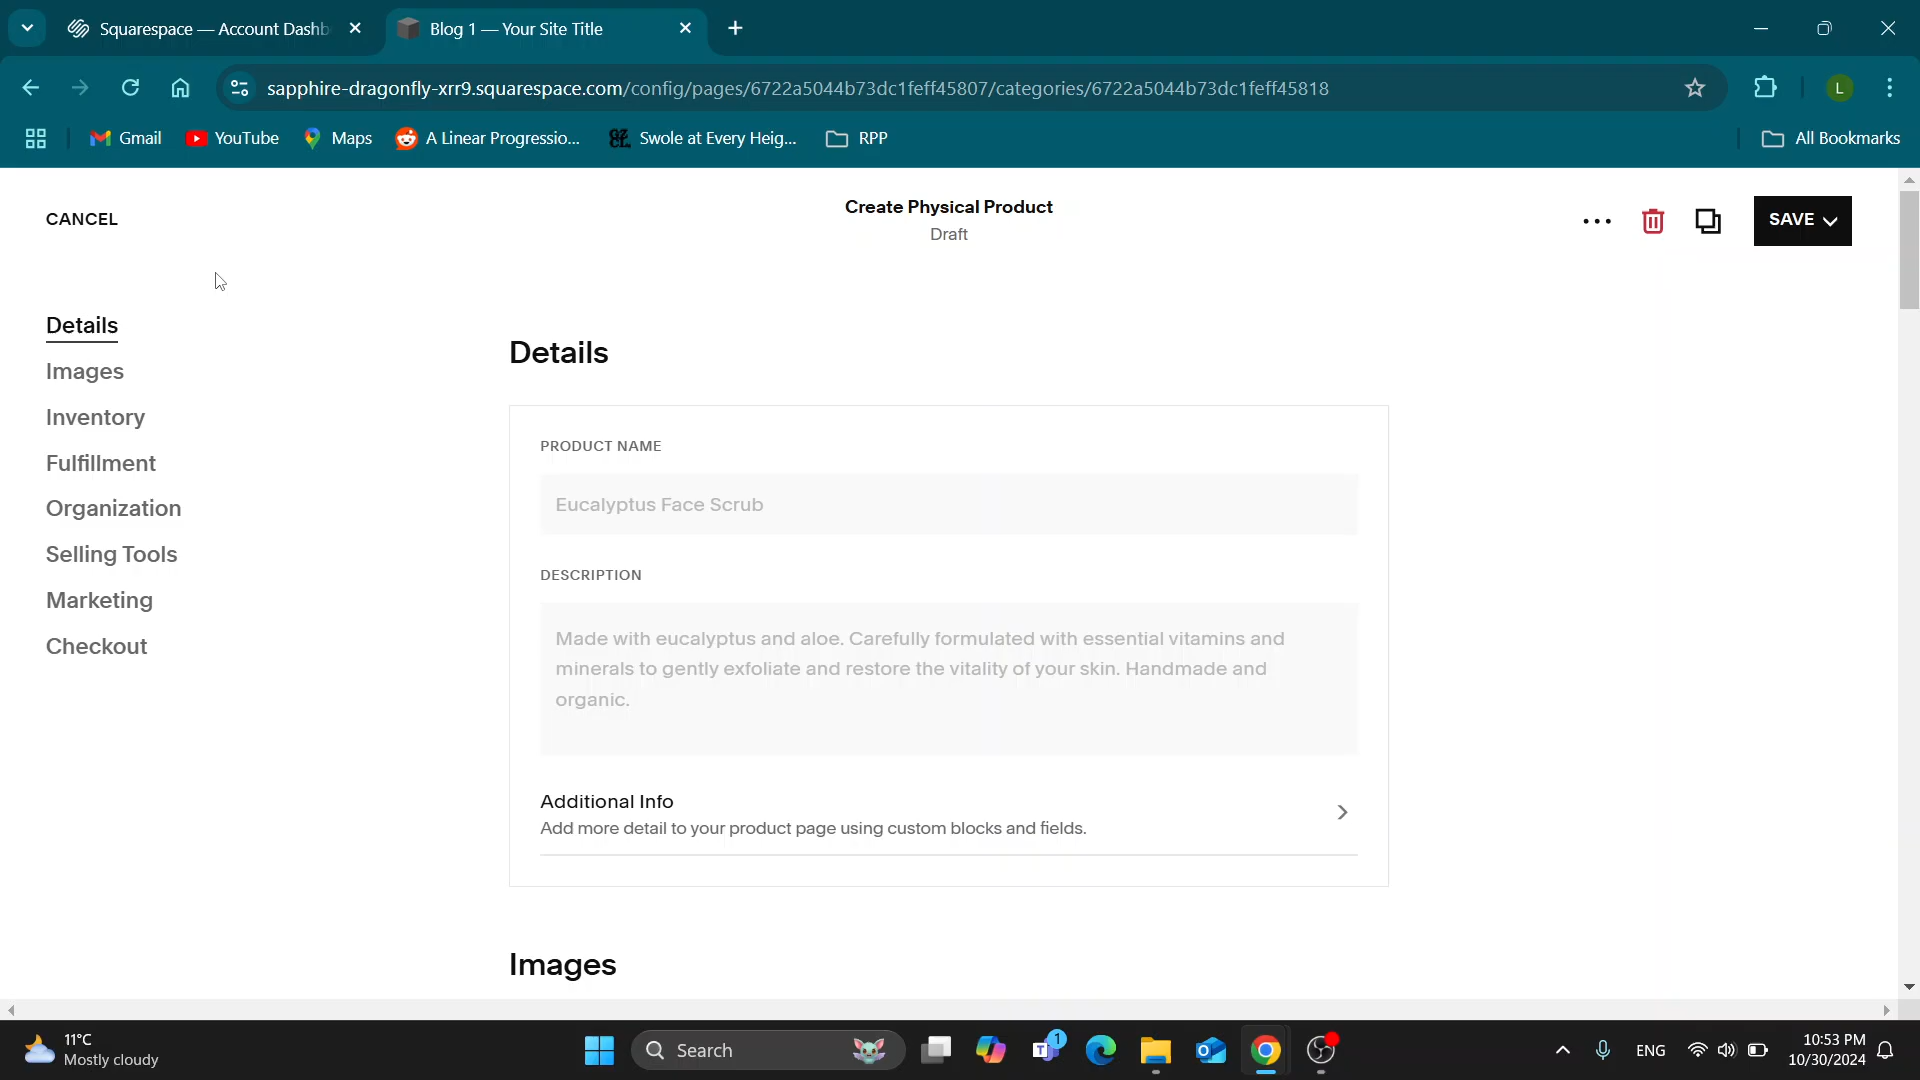 Squarespace — Account Dashb
Blog 1 — Your Site Title
sapphire-dragonfly-xrr9.squarespace.com/config/pages/6722a5044b73dc1feff45807/categories/6722a5044b73dc1feff45818
L
Gmail
YouTube
Maps
A Linear Progressio...
Swole at Every Heig...
RPP
All Bookmarks
CANCEL
Create Physical Product
Draft
SAVE
Details
Images
Inventory
Fulfillment
Organization
Selling Tools
Marketing
Checkout
Details
PRODUCT NAME
Eucalyptus Face Scrub
DESCRIPTION
Made with eucalyptus and aloe. Carefully formulated with essential vitamins and
minerals to gently exfoliate and restore the vitality of your skin. Handmade and
organic.
Additional Info
Add more detail to your product page using custom blocks and fields.
Images
11°C
Mostly cloudy
Search
1
ENG
10:53 PM
10/30/2024